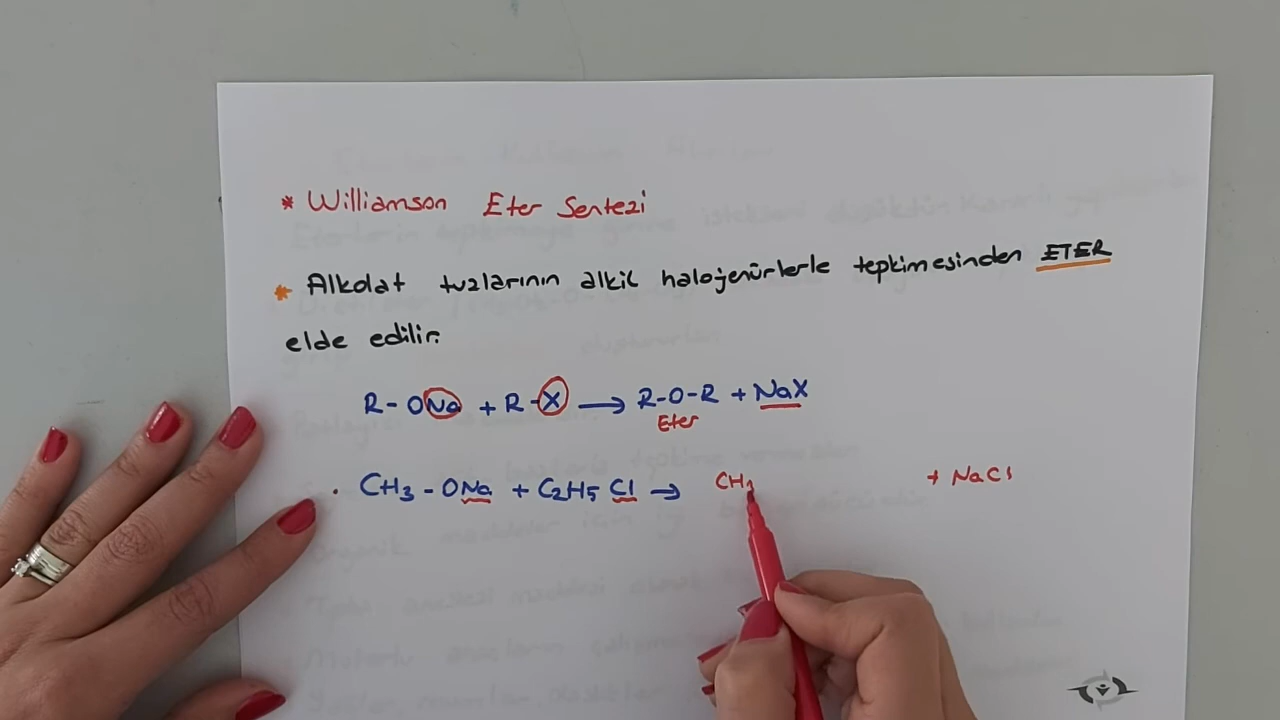 * Williamson Eter Sentezi
* Alkolat tuzlarının alkil halojenürlerle tepkimesinden ETER
elde edilir.
R-ONa + R-X → R-O-R + NaX
Eter
. CH3-ONa + C2H5Cl → CH3 + NaCl